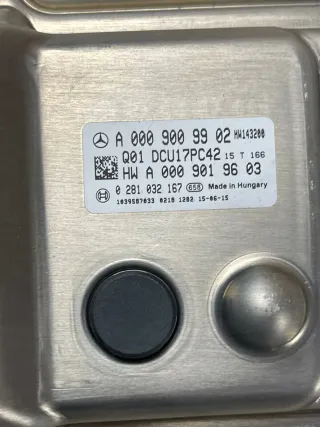 A 000 900 99 02 HW143200
Q01 DCU17PC42 15 T 166
HW A 000 901 96 03
0 281 032 167 658 Made in Hungary
1039S07033 0218 1202 15-06-15